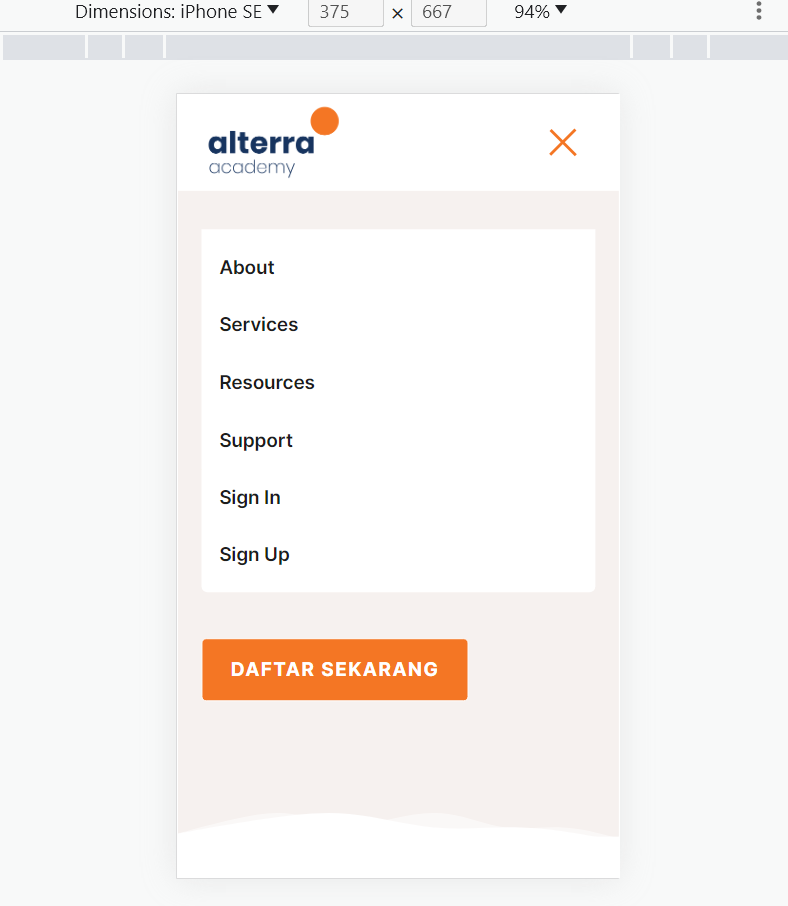 Dimensions: iPhone SE ▼ 375 × 667 94% ▼
alterra
academy
About
Services
Resources
Support
Sign In
Sign Up
DAFTAR SEKARANG